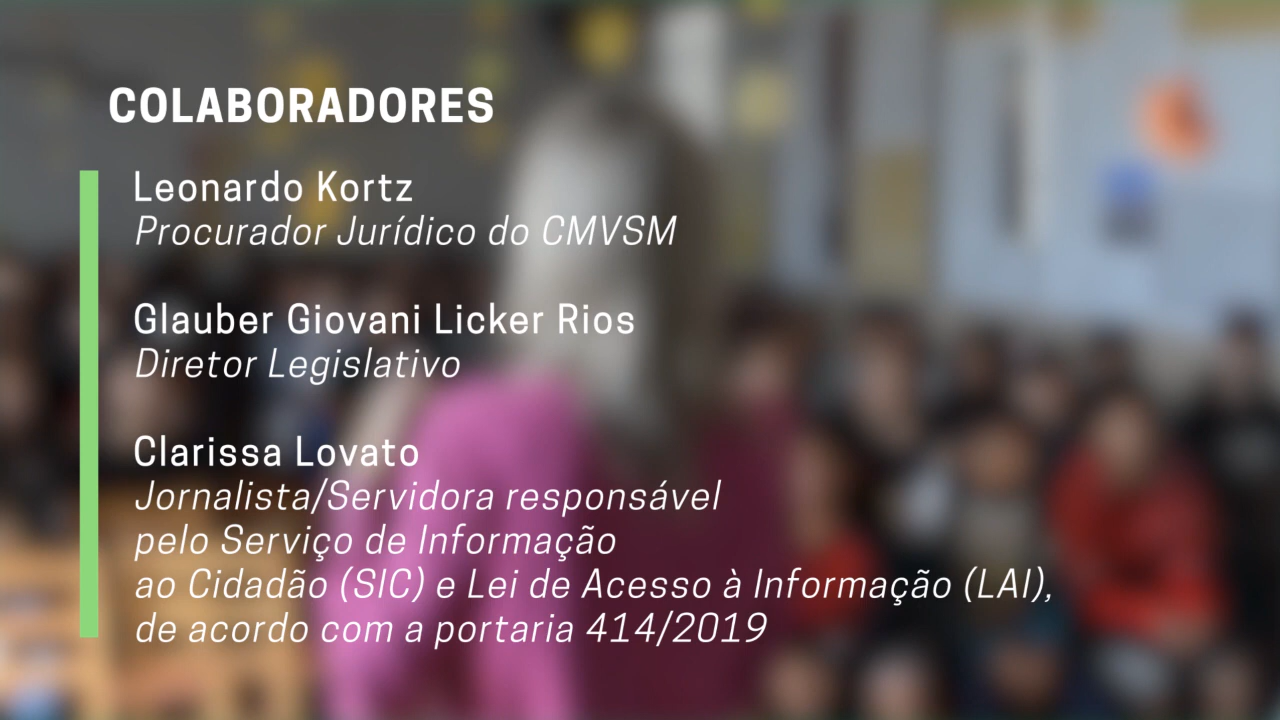 COLABORADORES
Leonardo Kortz
Procurador Jurídico do CMVSM
Glauber Giovani Licker Rios
Diretor Legislativo
Clarissa Lovato
Jornalista/Servidora responsável
pelo Serviço de Informação
ao Cidadão (SIC) e Lei de Acesso à Informação (LAI),
de acordo com a portaria 414/2019